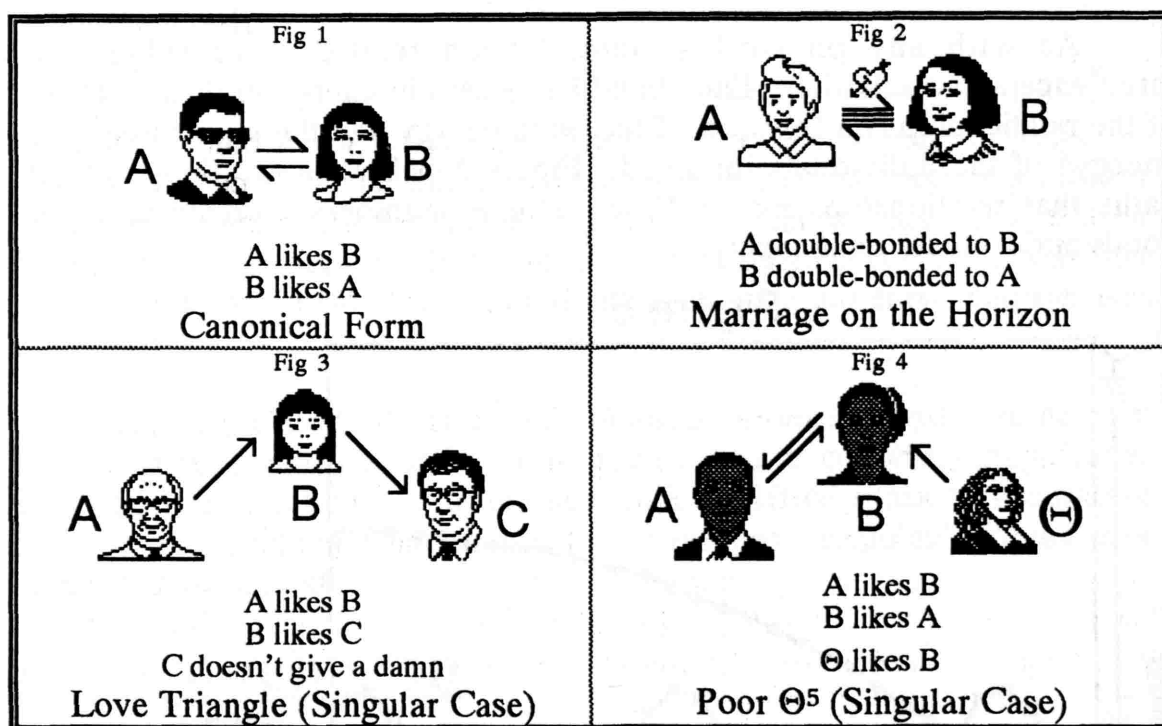 Fig 1
A
B
A likes B
B likes A
Canonical Form
Fig 2
A
B
A double-bonded to B
B double-bonded to A
Marriage on the Horizon
Fig 3
A
B
C
A likes B
B likes C
C doesn't give a damn
Love Triangle (Singular Case)
Fig 4
A
B
Θ
A likes B
B likes A
Θ likes B
Poor Θ⁵ (Singular Case)